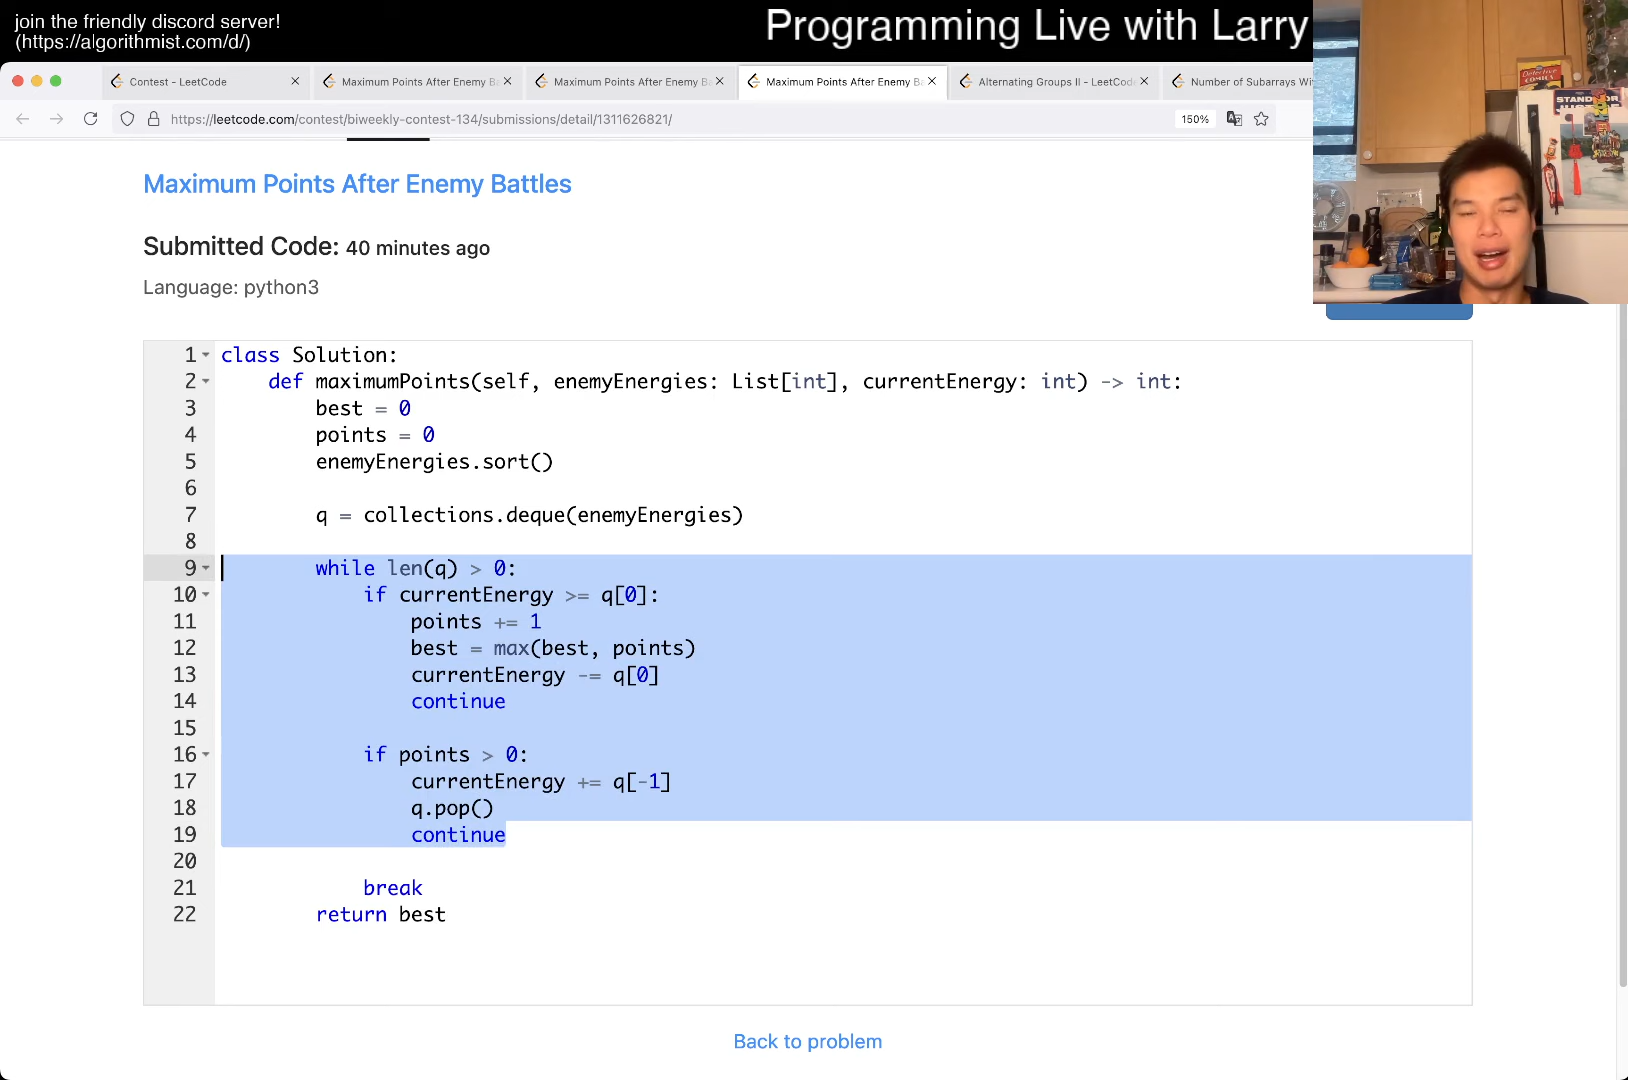 join the friendly discord server!
(https://algorithmist.com/d/)
Programming Live with Larry
Contest - LeetCode
Maximum Points After Enemy Ba
Maximum Points After Enemy Ba
Maximum Points After Enemy Ba
Alternating Groups II - LeetCode
Number of Subarrays Wi
https://leetcode.com/contest/biweekly-contest-134/submissions/detail/1311626821/
150%
Maximum Points After Enemy Battles
Submitted Code: 40 minutes ago
Language: python3
1 class Solution:
2 def maximumPoints(self, enemyEnergies: List[int], currentEnergy: int) -> int:
3 best = 0
4 points = 0
5 enemyEnergies.sort()
6
7 q = collections.deque(enemyEnergies)
8
9 while len(q) > 0:
10 if currentEnergy >= q[0]:
11 points += 1
12 best = max(best, points)
13 currentEnergy -= q[0]
14 continue
15
16 if points > 0:
17 currentEnergy += q[-1]
18 q.pop()
19 continue
20
21 break
22 return best
Back to problem